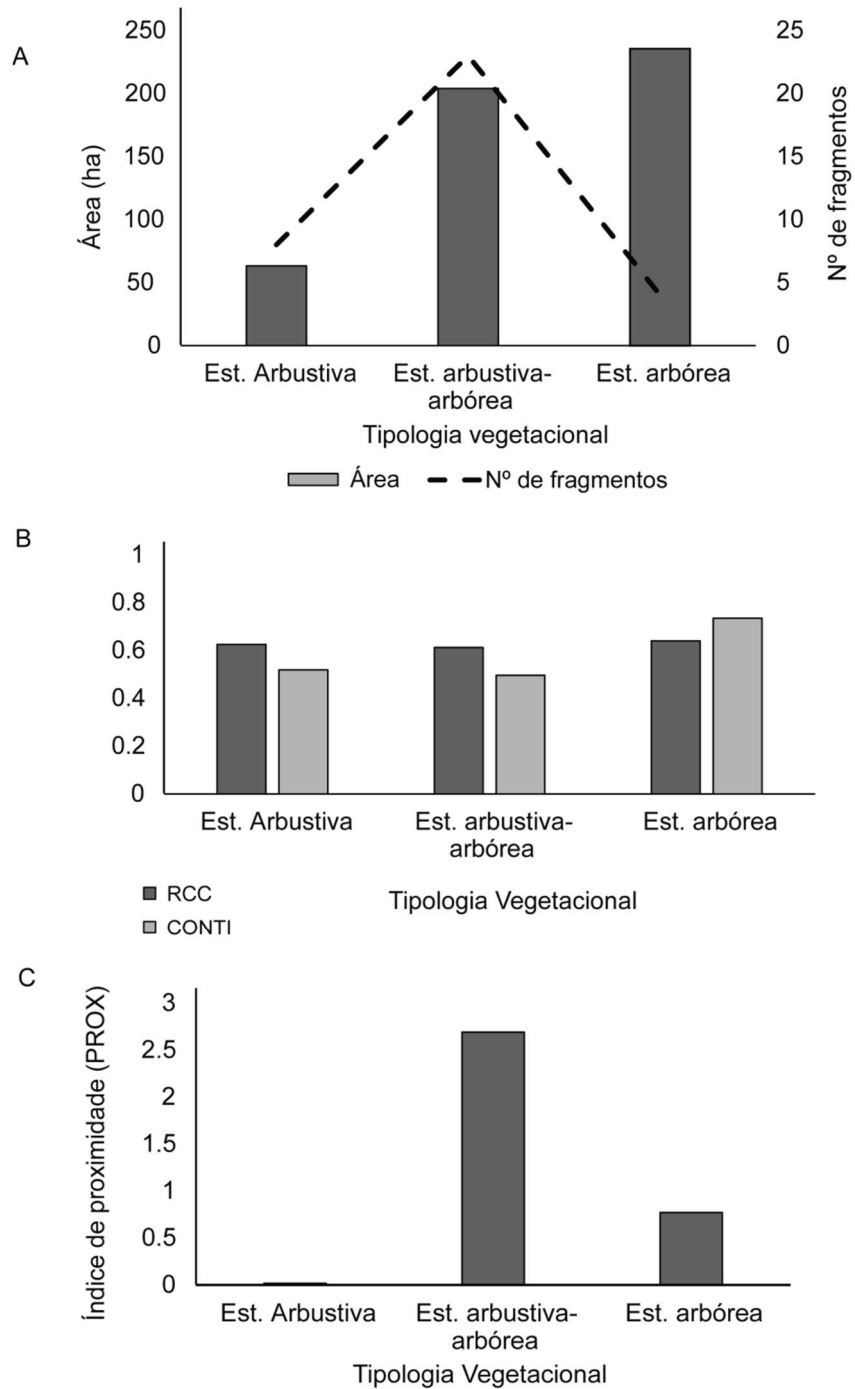 A
250
200
150
100
50
0
Área (ha)
25
20
15
10
5
0
Nº de fragmentos
Est. Arbustiva
Est. arbustiva-
arbórea
Est. arbórea
Tipologia vegetacional
Área
Nº de fragmentos
B
1
0.8
0.6
0.4
0.2
0
Est. Arbustiva
Est. arbustiva-
arbórea
Est. arbórea
RCC
CONTI
Tipologia Vegetacional
C
Índice de proximidade (PROX)
3
2.5
2
1.5
1
0.5
0
Est. Arbustiva
Est. arbustiva-
arbórea
Est. arbórea
Tipologia Vegetacional